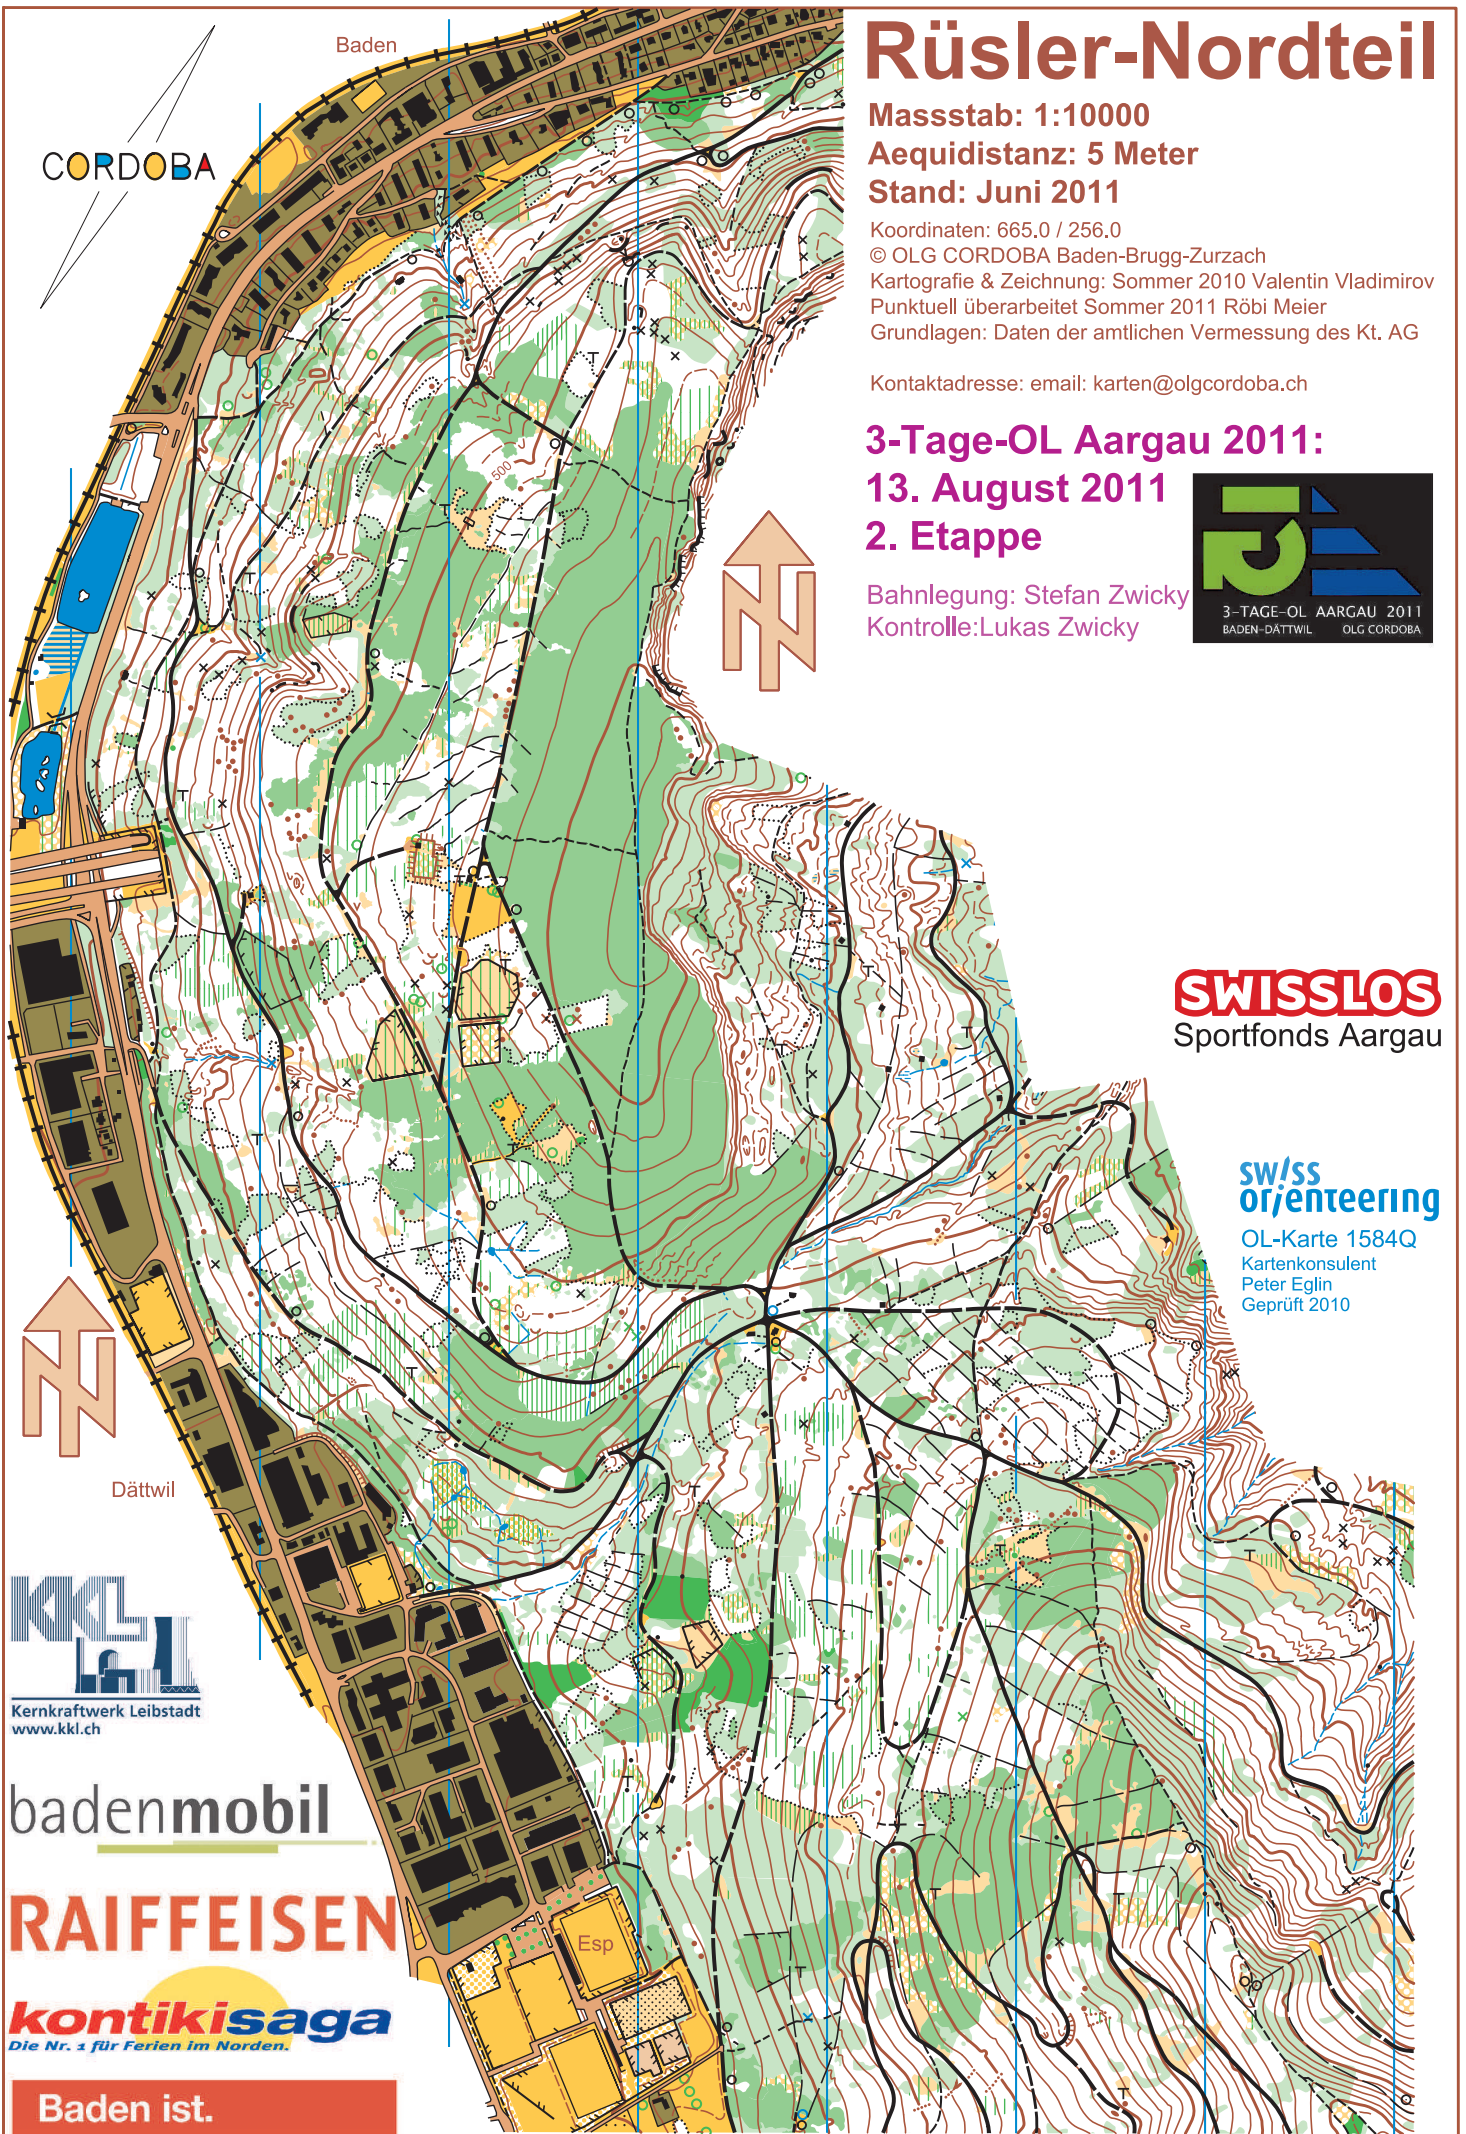 Baden
CORDOBA
Rüsler-Nordteil
Massstab: 1:10000
Aequidistanz: 5 Meter
Stand: Juni 2011
Koordinaten: 665.0 / 256.0
© OLG CORDOBA Baden-Brugg-Zurzach
Kartografie & Zeichnung: Sommer 2010 Valentin Vladimirov
Punktuell überarbeitet Sommer 2011 Röbi Meier
Grundlagen: Daten der amtlichen Vermessung des Kt. AG
Kontaktadresse: email: karten@olgcordoba.ch
3-Tage-OL Aargau 2011:
13. August 2011
2. Etappe
Bahnlegung: Stefan Zwicky
Kontrolle:Lukas Zwicky
3-TAGE-OL AARGAU 2011
BADEN-DÄTTWIL OLG CORDOBA
500
N
SWISSLOS
Sportfonds Aargau
swiss
orienteering
OL-Karte 1584Q
Kartenkonsulent
Peter Eglin
Geprüft 2010
N
Dättwil
KKL
Kernkraftwerk Leibstadt
www.kkl.ch
badenmobil
RAIFFEISEN
Esp
kontikisaga
Die Nr. 1 für Ferien im Norden.
Baden ist.